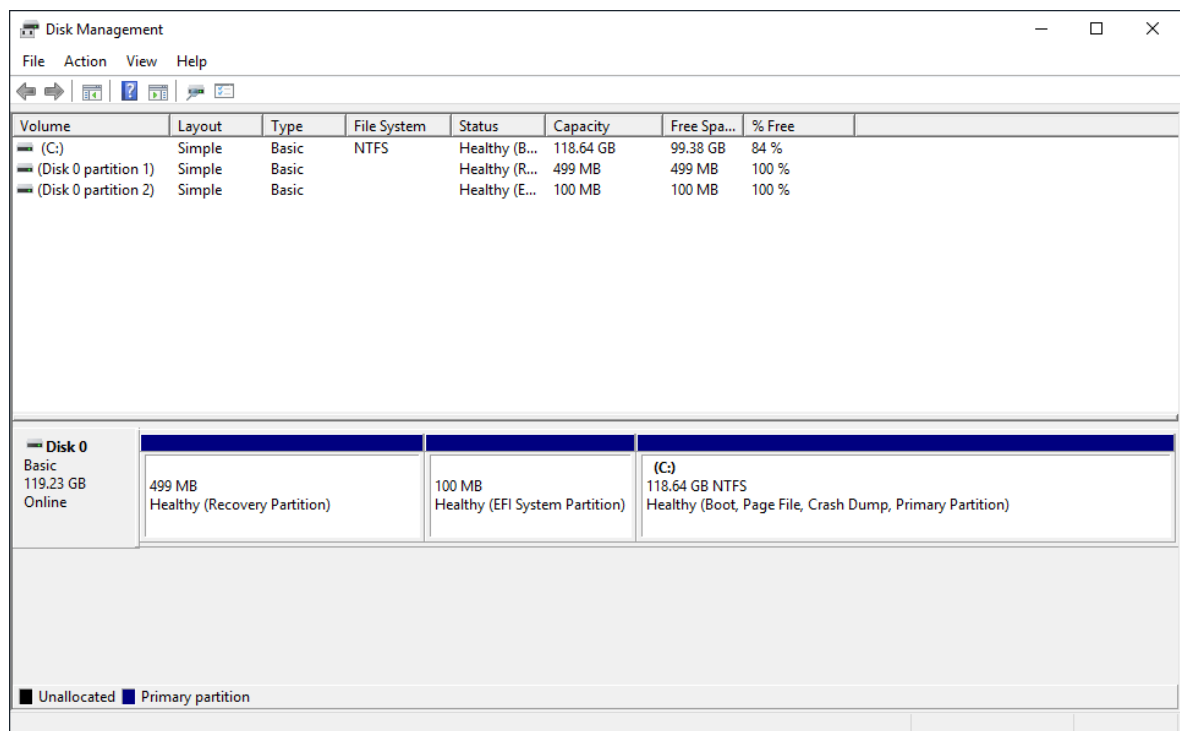 Disk Management
File Action View Help
Volume Layout Type File System Status Capacity Free Spa... % Free
(C:) Simple Basic NTFS Healthy (B... 118.64 GB 99.38 GB 84 %
(Disk 0 partition 1) Simple Basic Healthy (R... 499 MB 499 MB 100 %
(Disk 0 partition 2) Simple Basic Healthy (E... 100 MB 100 MB 100 %
Disk 0
Basic
119.23 GB
Online
499 MB
Healthy (Recovery Partition)
100 MB
Healthy (EFI System Partition)
(C:)
118.64 GB NTFS
Healthy (Boot, Page File, Crash Dump, Primary Partition)
Unallocated Primary partition